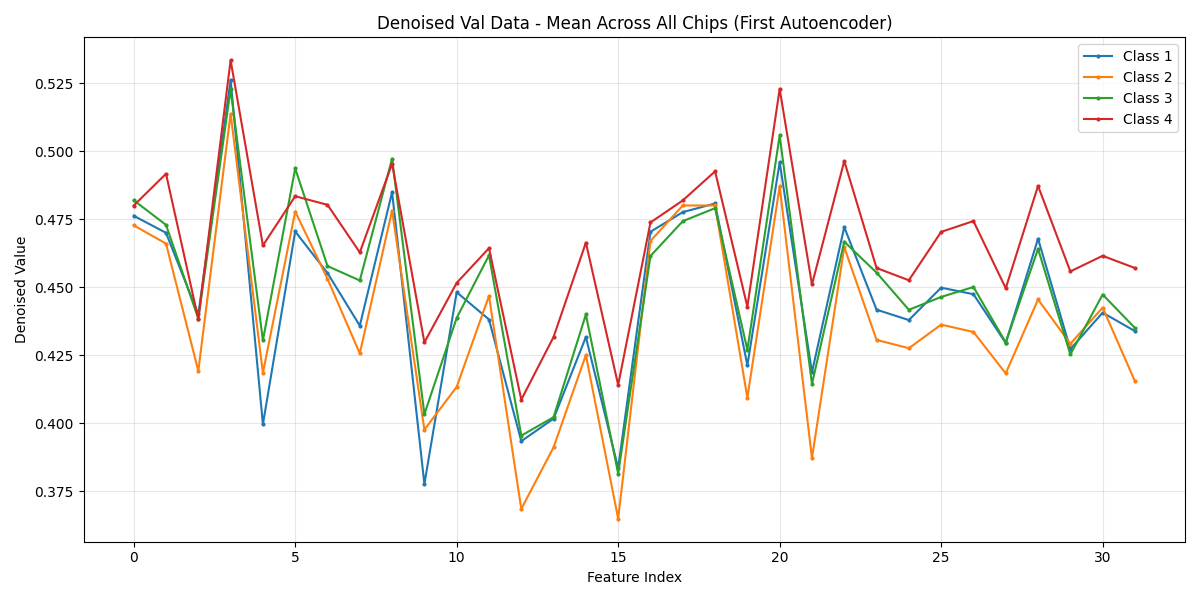 Denoised Val Data - Mean Across All Chips (First Autoencoder)
Denoised Value
0.525
0.500
0.475
0.450
0.425
0.400
0.375
Class 1
Class 2
Class 3
Class 4
0 5 10 15 20 25 30
Feature Index